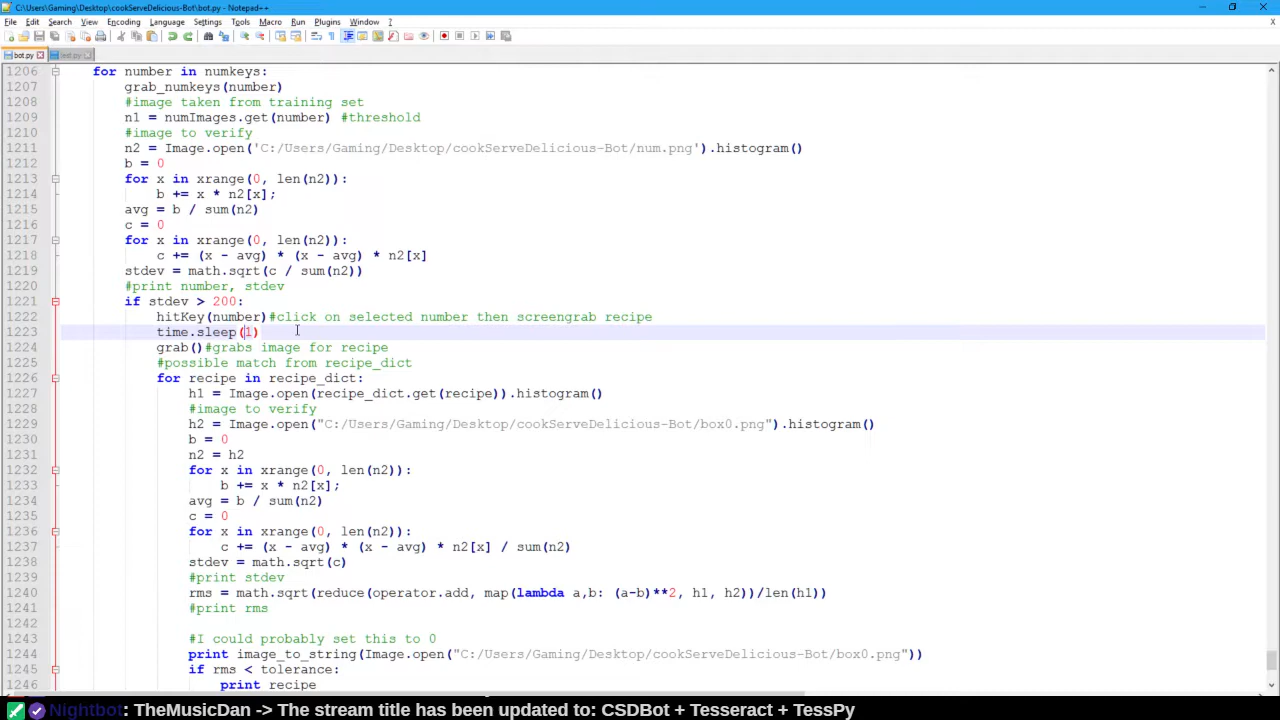 C:\Users\Gaming\Desktop\cookServeDelicious-Bot\bot.py - Notepad++
File Edit Search View Encoding Language Settings Tools Macro Run Plugins Window ?
bot.py test.py
1206 for number in numkeys:
1207 grab_numkeys(number)
1208 #image taken from training set
1209 n1 = numImages.get(number) #threshold
1210 #image to verify
1211 n2 = Image.open('C:/Users/Gaming/Desktop/cookServeDelicious-Bot/num.png').histogram()
1212 b = 0
1213 for x in xrange(0, len(n2)):
1214 b += x * n2[x];
1215 avg = b / sum(n2)
1216 c = 0
1217 for x in xrange(0, len(n2)):
1218 c += (x - avg) * (x - avg) * n2[x]
1219 stdev = math.sqrt(c / sum(n2))
1220 #print number, stdev
1221 if stdev > 200:
1222 hitKey(number)#click on selected number then screengrab recipe
1223 time.sleep(1)
1224 grab()#grabs image for recipe
1225 #possible match from recipe_dict
1226 for recipe in recipe_dict:
1227 h1 = Image.open(recipe_dict.get(recipe)).histogram()
1228 #image to verify
1229 h2 = Image.open("C:/Users/Gaming/Desktop/cookServeDelicious-Bot/box0.png").histogram()
1230 b = 0
1231 n2 = h2
1232 for x in xrange(0, len(n2)):
1233 b += x * n2[x];
1234 avg = b / sum(n2)
1235 c = 0
1236 for x in xrange(0, len(n2)):
1237 c += (x - avg) * (x - avg) * n2[x] / sum(n2)
1238 stdev = math.sqrt(c)
1239 #print stdev
1240 rms = math.sqrt(reduce(operator.add, map(lambda a,b: (a-b)**2, h1, h2))/len(h1))
1241 #print rms
1242
1243 #I could probably set this to 0
1244 print image_to_string(Image.open("C:/Users/Gaming/Desktop/cookServeDelicious-Bot/box0.png"))
1245 if rms < tolerance:
1246 print recipe
Nightbot: TheMusicDan -> The stream title has been updated to: CSDBot + Tesseract + TessPy